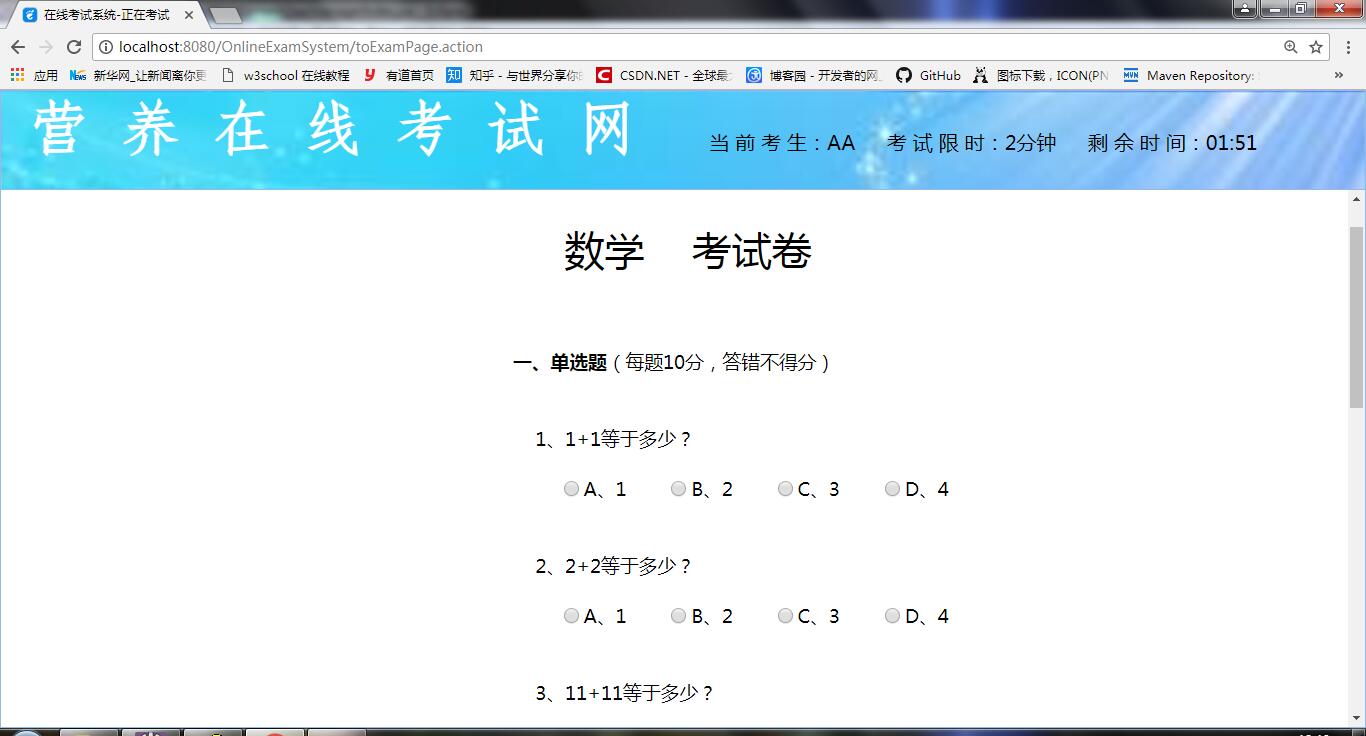 在线考试系统-正在考试
localhost:8080/OnlineExamSystem/toExamPage.action
应用 新华网_让新闻离你更 w3school 在线教程 有道首页 知乎 - 与世界分享你 CSDN.NET - 全球最 博客园 - 开发者的网 GitHub 图标下载，ICON(PN Maven Repository:
营养在线考试网
当 前 考 生：AA 考 试 限 时：2分钟 剩 余 时 间：01:51
数学 考试卷
一、单选题（每题10分，答错不得分）
1、1+1等于多少？
A、1 B、2 C、3 D、4
2、2+2等于多少？
A、1 B、2 C、3 D、4
3、11+11等于多少？